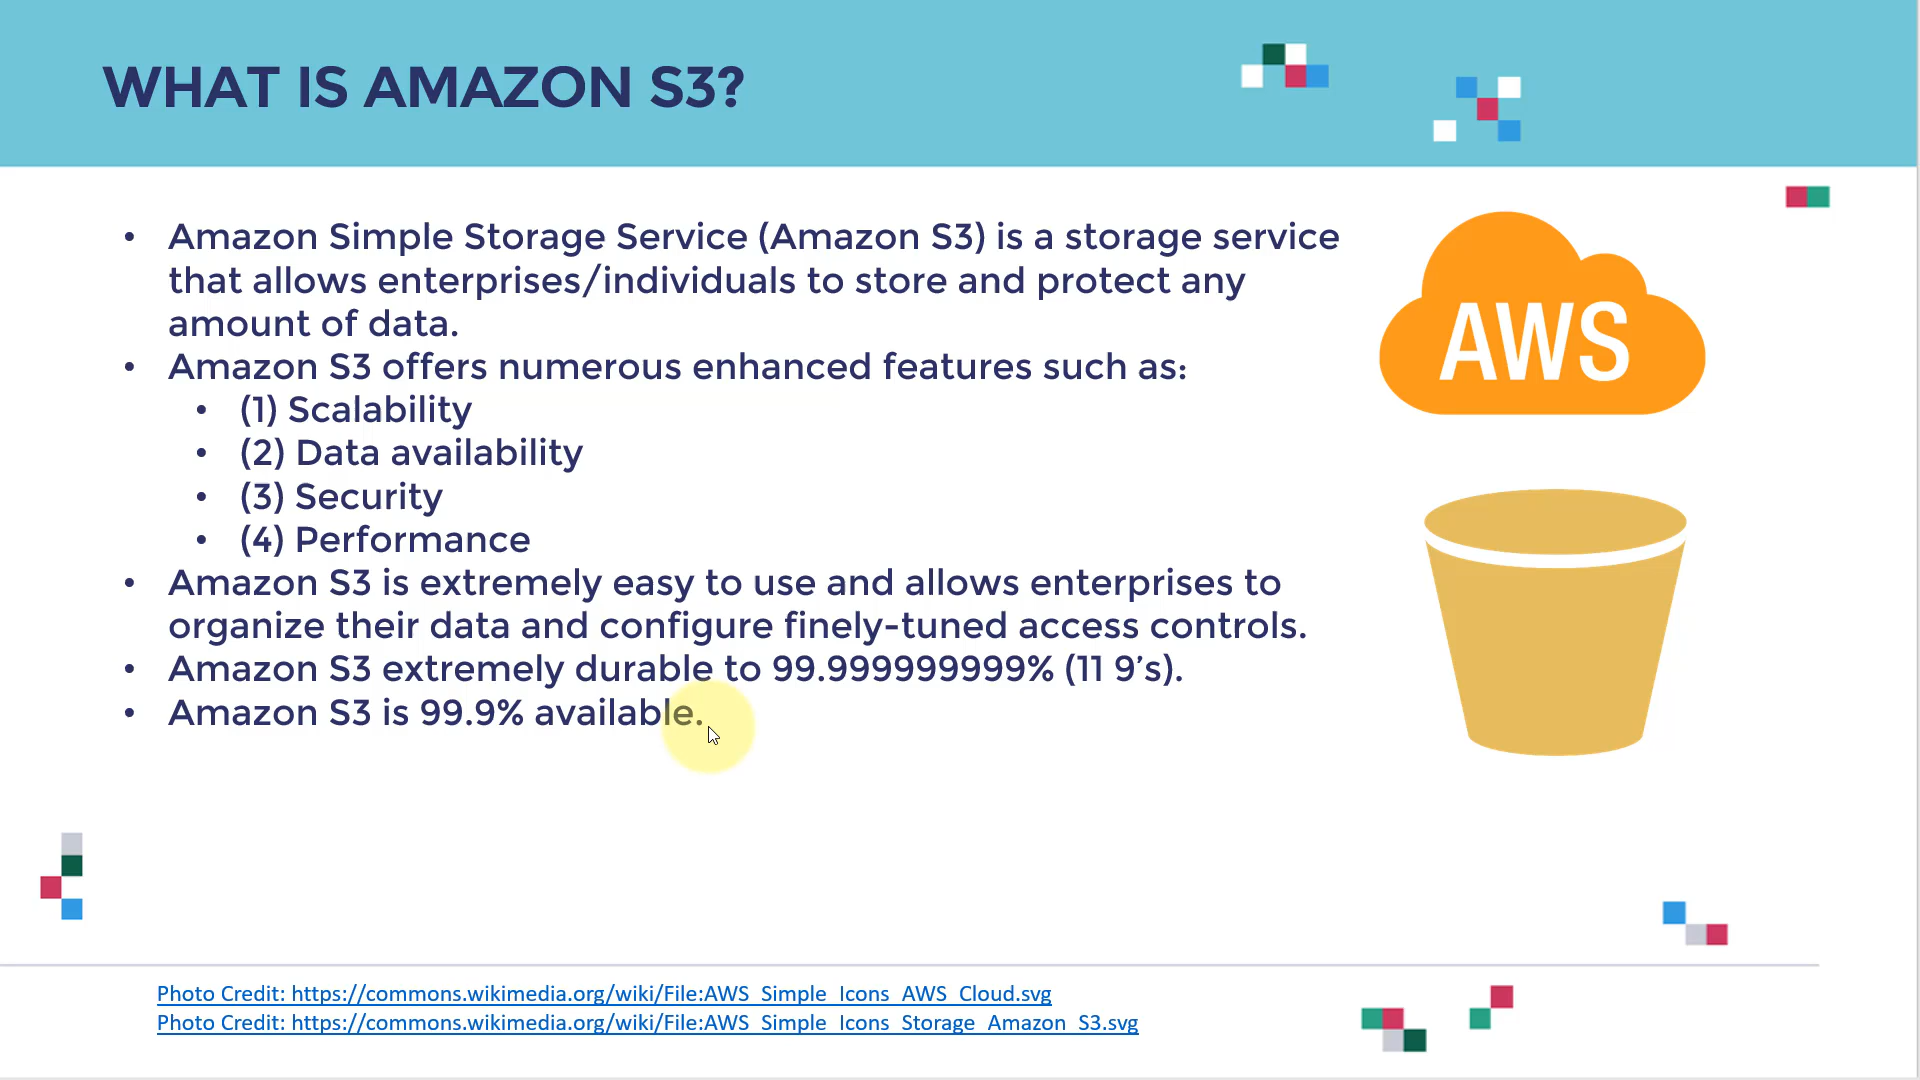 WHAT IS AMAZON S3?
• Amazon Simple Storage Service (Amazon S3) is a storage service
that allows enterprises/individuals to store and protect any
amount of data.
• Amazon S3 offers numerous enhanced features such as:
• (1) Scalability
• (2) Data availability
• (3) Security
• (4) Performance
• Amazon S3 is extremely easy to use and allows enterprises to
organize their data and configure finely-tuned access controls.
• Amazon S3 extremely durable to 99.999999999% (11 9’s).
• Amazon S3 is 99.9% available.
AWS
Photo Credit: https://commons.wikimedia.org/wiki/File:AWS_Simple_Icons_AWS_Cloud.svg
Photo Credit: https://commons.wikimedia.org/wiki/File:AWS_Simple_Icons_Storage_Amazon_S3.svg